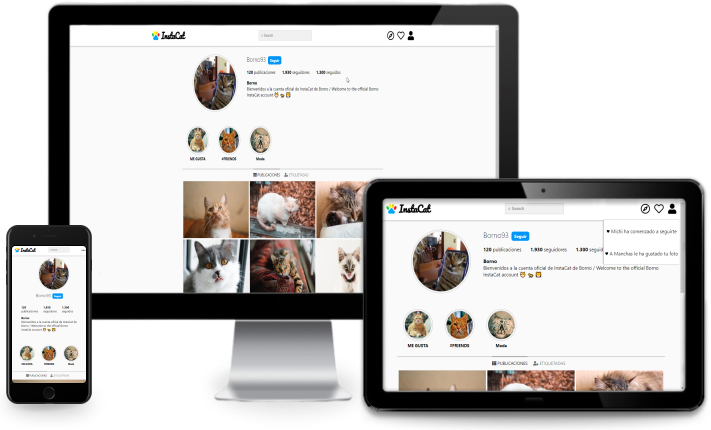 InstaCat
Search
Borno93 Seguir
120 publicaciones 1.930 seguidores 1.300 seguidos
Borno
Bienvenidos a la cuenta oficial de InstaCat de Borno / Welcome to the official Borno
InstaCat account
ME GUSTA #FRIENDS Moda
PUBLICACIONES ETIQUETADAS
InstaCat
Search
Borno93 Seguir
120 publicaciones 1.930 seguidores 1.300 seguidos
Borno
Bienvenidos a la cuenta oficial de InstaCat de Borno / Welcome to the official Borno
InstaCat account
♥ Michi ha comenzado a seguirte
♥ A Manchas le ha gustado tu foto
ME GUSTA #FRIENDS Moda
PUBLICACIONES ETIQUETADAS
InstaCat
Borno93 Seguir
120 1.930 1.300
publicaciones seguidores seguidos
Borno
Bienvenidos a la cuenta oficial de InstaCat de
Borno / Welcome to the official Borno
InstaCat account
ME GUSTA #FRIENDS Moda
PUBLICACIONES ETIQUETADAS